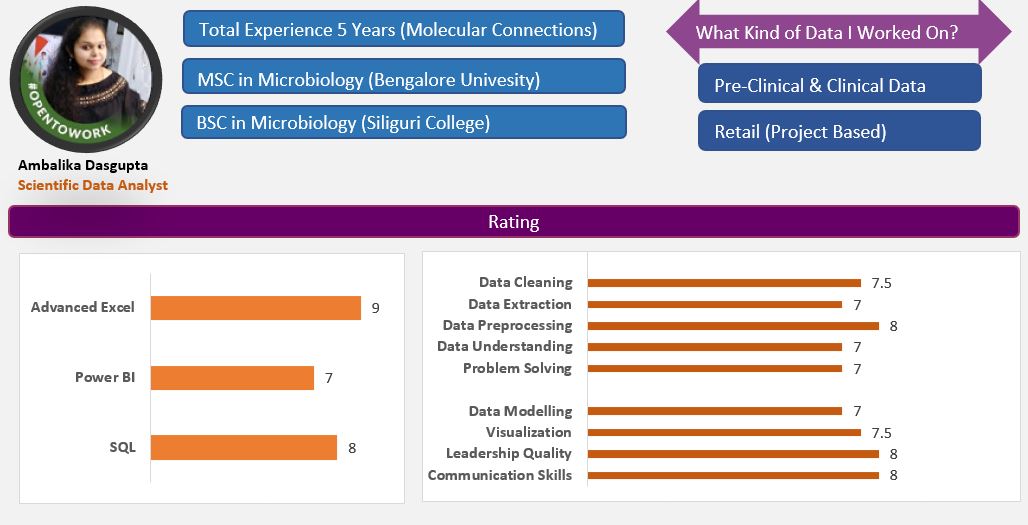 Total Experience 5 Years (Molecular Connections)
MSC in Microbiology (Bengalore Univesity)
BSC in Microbiology (Siliguri College)
What Kind of Data I Worked On?
Pre-Clinical & Clinical Data
Retail (Project Based)
#OPENTOWORK
Ambalika Dasgupta
Scientific Data Analyst
Rating
Advanced Excel 9
Power BI 7
SQL 8
Data Cleaning 7.5
Data Extraction 7
Data Preprocessing 8
Data Understanding 7
Problem Solving 7
Data Modelling 7
Visualization 7.5
Leadership Quality 8
Communication Skills 8